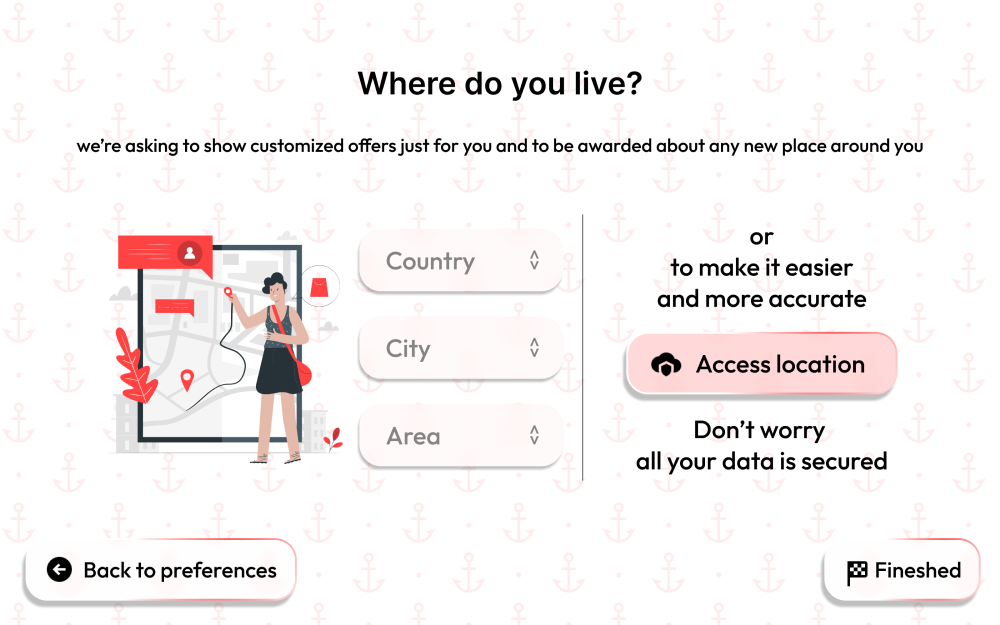 Where do you live?
we're asking to show customized offers just for you and to be awarded about any new place around you
Country
City
Area
or
to make it easier
and more accurate
Access location
Don't worry
all your data is secured
Back to preferences
Fineshed